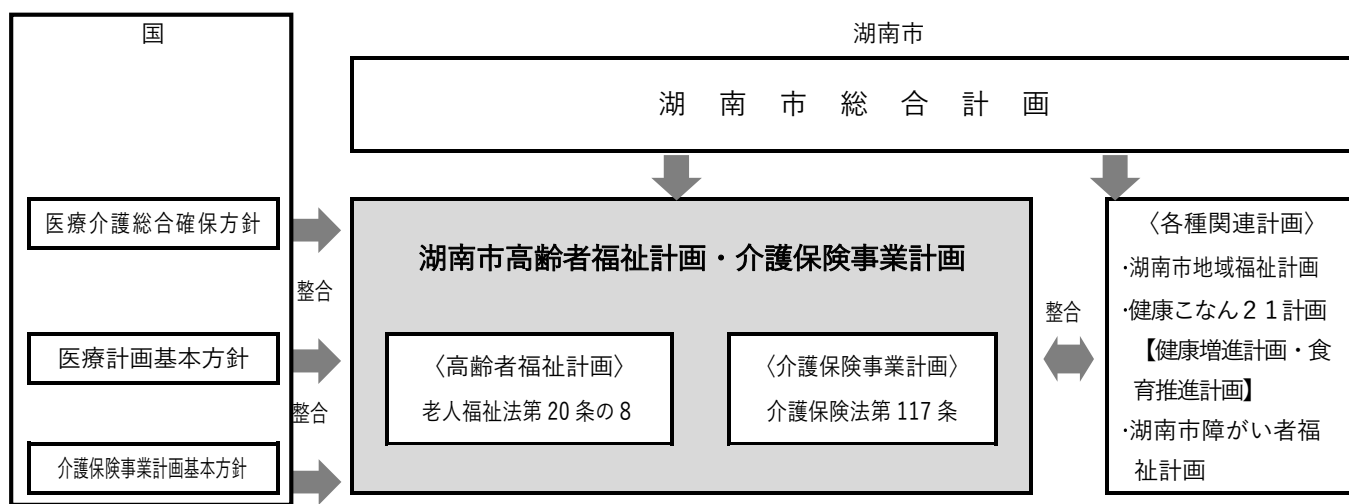 国
医療介護総合確保方針
医療計画基本方針
介護保険事業計画基本方針
整合
整合
湖南市
湖南市総合計画
湖南市高齢者福祉計画・介護保険事業計画
〈高齢者福祉計画〉
老人福祉法第 20 条の 8
〈介護保険事業計画〉
介護保険法第 117 条
整合
〈各種関連計画〉
・湖南市地域福祉計画
・健康こなん２１計画
【健康増進計画・食
育推進計画】
・湖南市障がい者福
祉計画